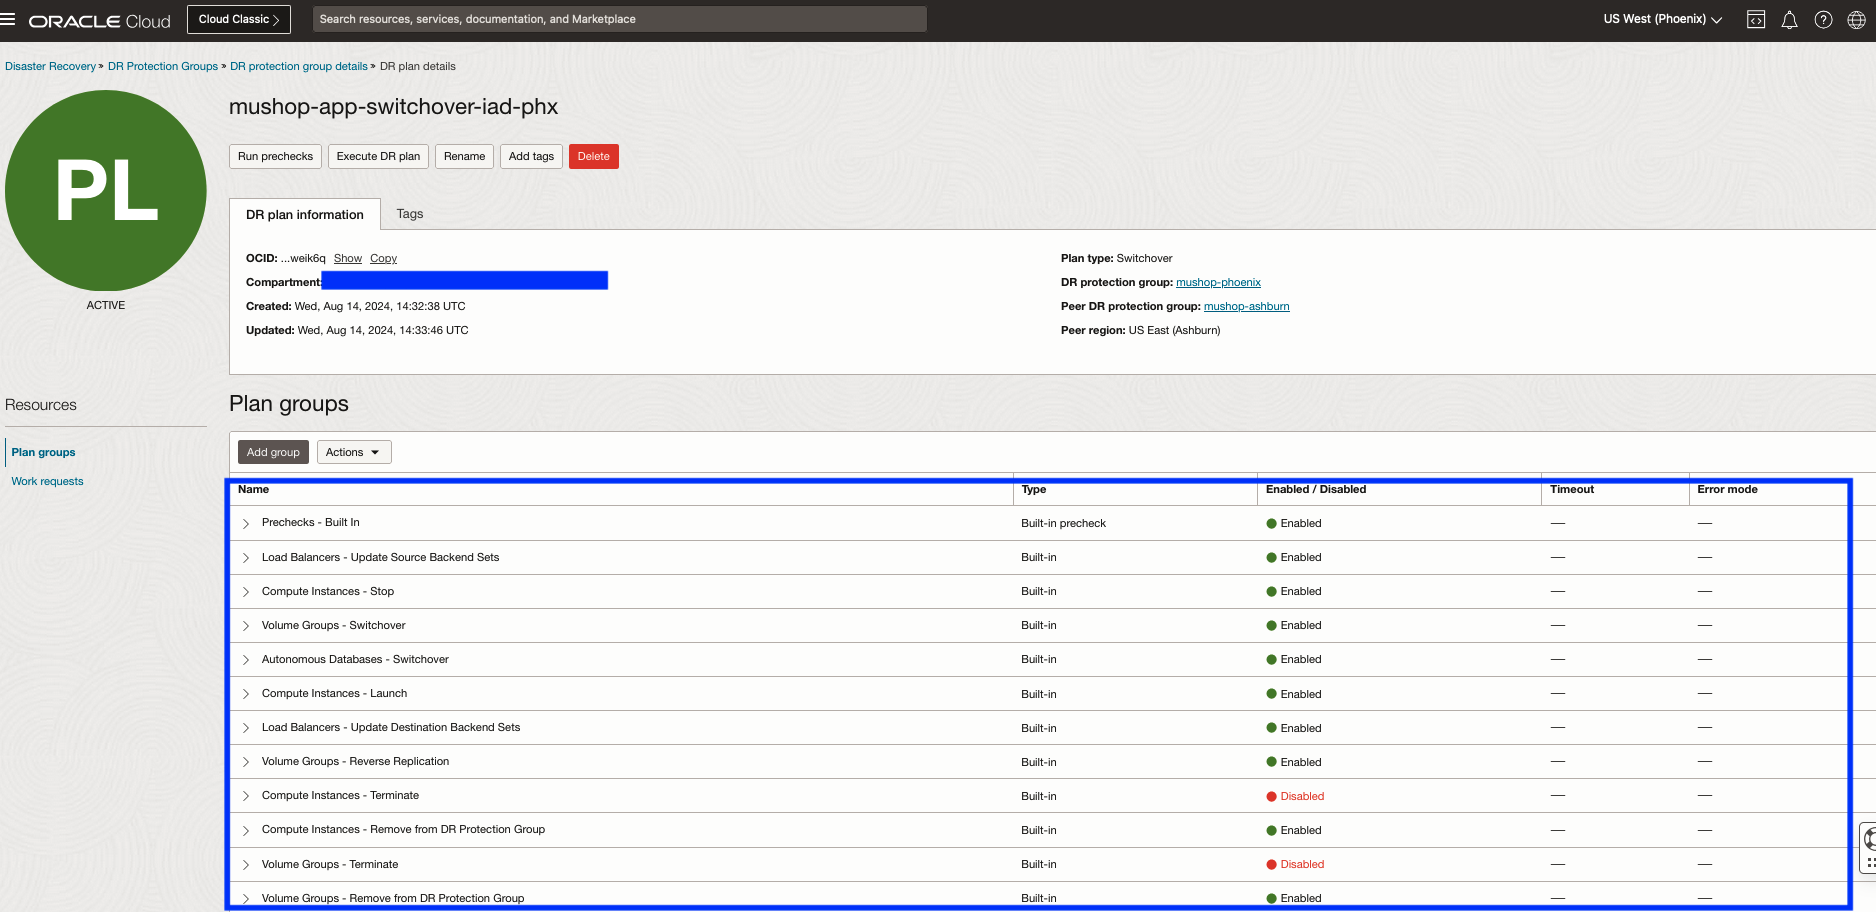 ORACLE Cloud Cloud Classic Search resources, services, documentation, and Marketplace US West (Phoenix)
Disaster Recovery » DR Protection Groups » DR protection group details » DR plan details
PL
ACTIVE
mushop-app-switchover-iad-phx
Run prechecks Execute DR plan Rename Add tags Delete
DR plan information Tags
OCID: ...weik6q Show Copy
Compartment:
Created: Wed, Aug 14, 2024, 14:32:38 UTC
Updated: Wed, Aug 14, 2024, 14:33:46 UTC
Plan type: Switchover
DR protection group: mushop-phoenix
Peer DR protection group: mushop-ashburn
Peer region: US East (Ashburn)
Resources
Plan groups
Work requests
Plan groups
Add group Actions
Name Type Enabled / Disabled Timeout Error mode
Prechecks - Built In Built-in precheck Enabled — —
Load Balancers - Update Source Backend Sets Built-in Enabled — —
Compute Instances - Stop Built-in Enabled — —
Volume Groups - Switchover Built-in Enabled — —
Autonomous Databases - Switchover Built-in Enabled — —
Compute Instances - Launch Built-in Enabled — —
Load Balancers - Update Destination Backend Sets Built-in Enabled — —
Volume Groups - Reverse Replication Built-in Enabled — —
Compute Instances - Terminate Built-in Disabled — —
Compute Instances - Remove from DR Protection Group Built-in Enabled — —
Volume Groups - Terminate Built-in Disabled — —
Volume Groups - Remove from DR Protection Group Built-in Enabled — —